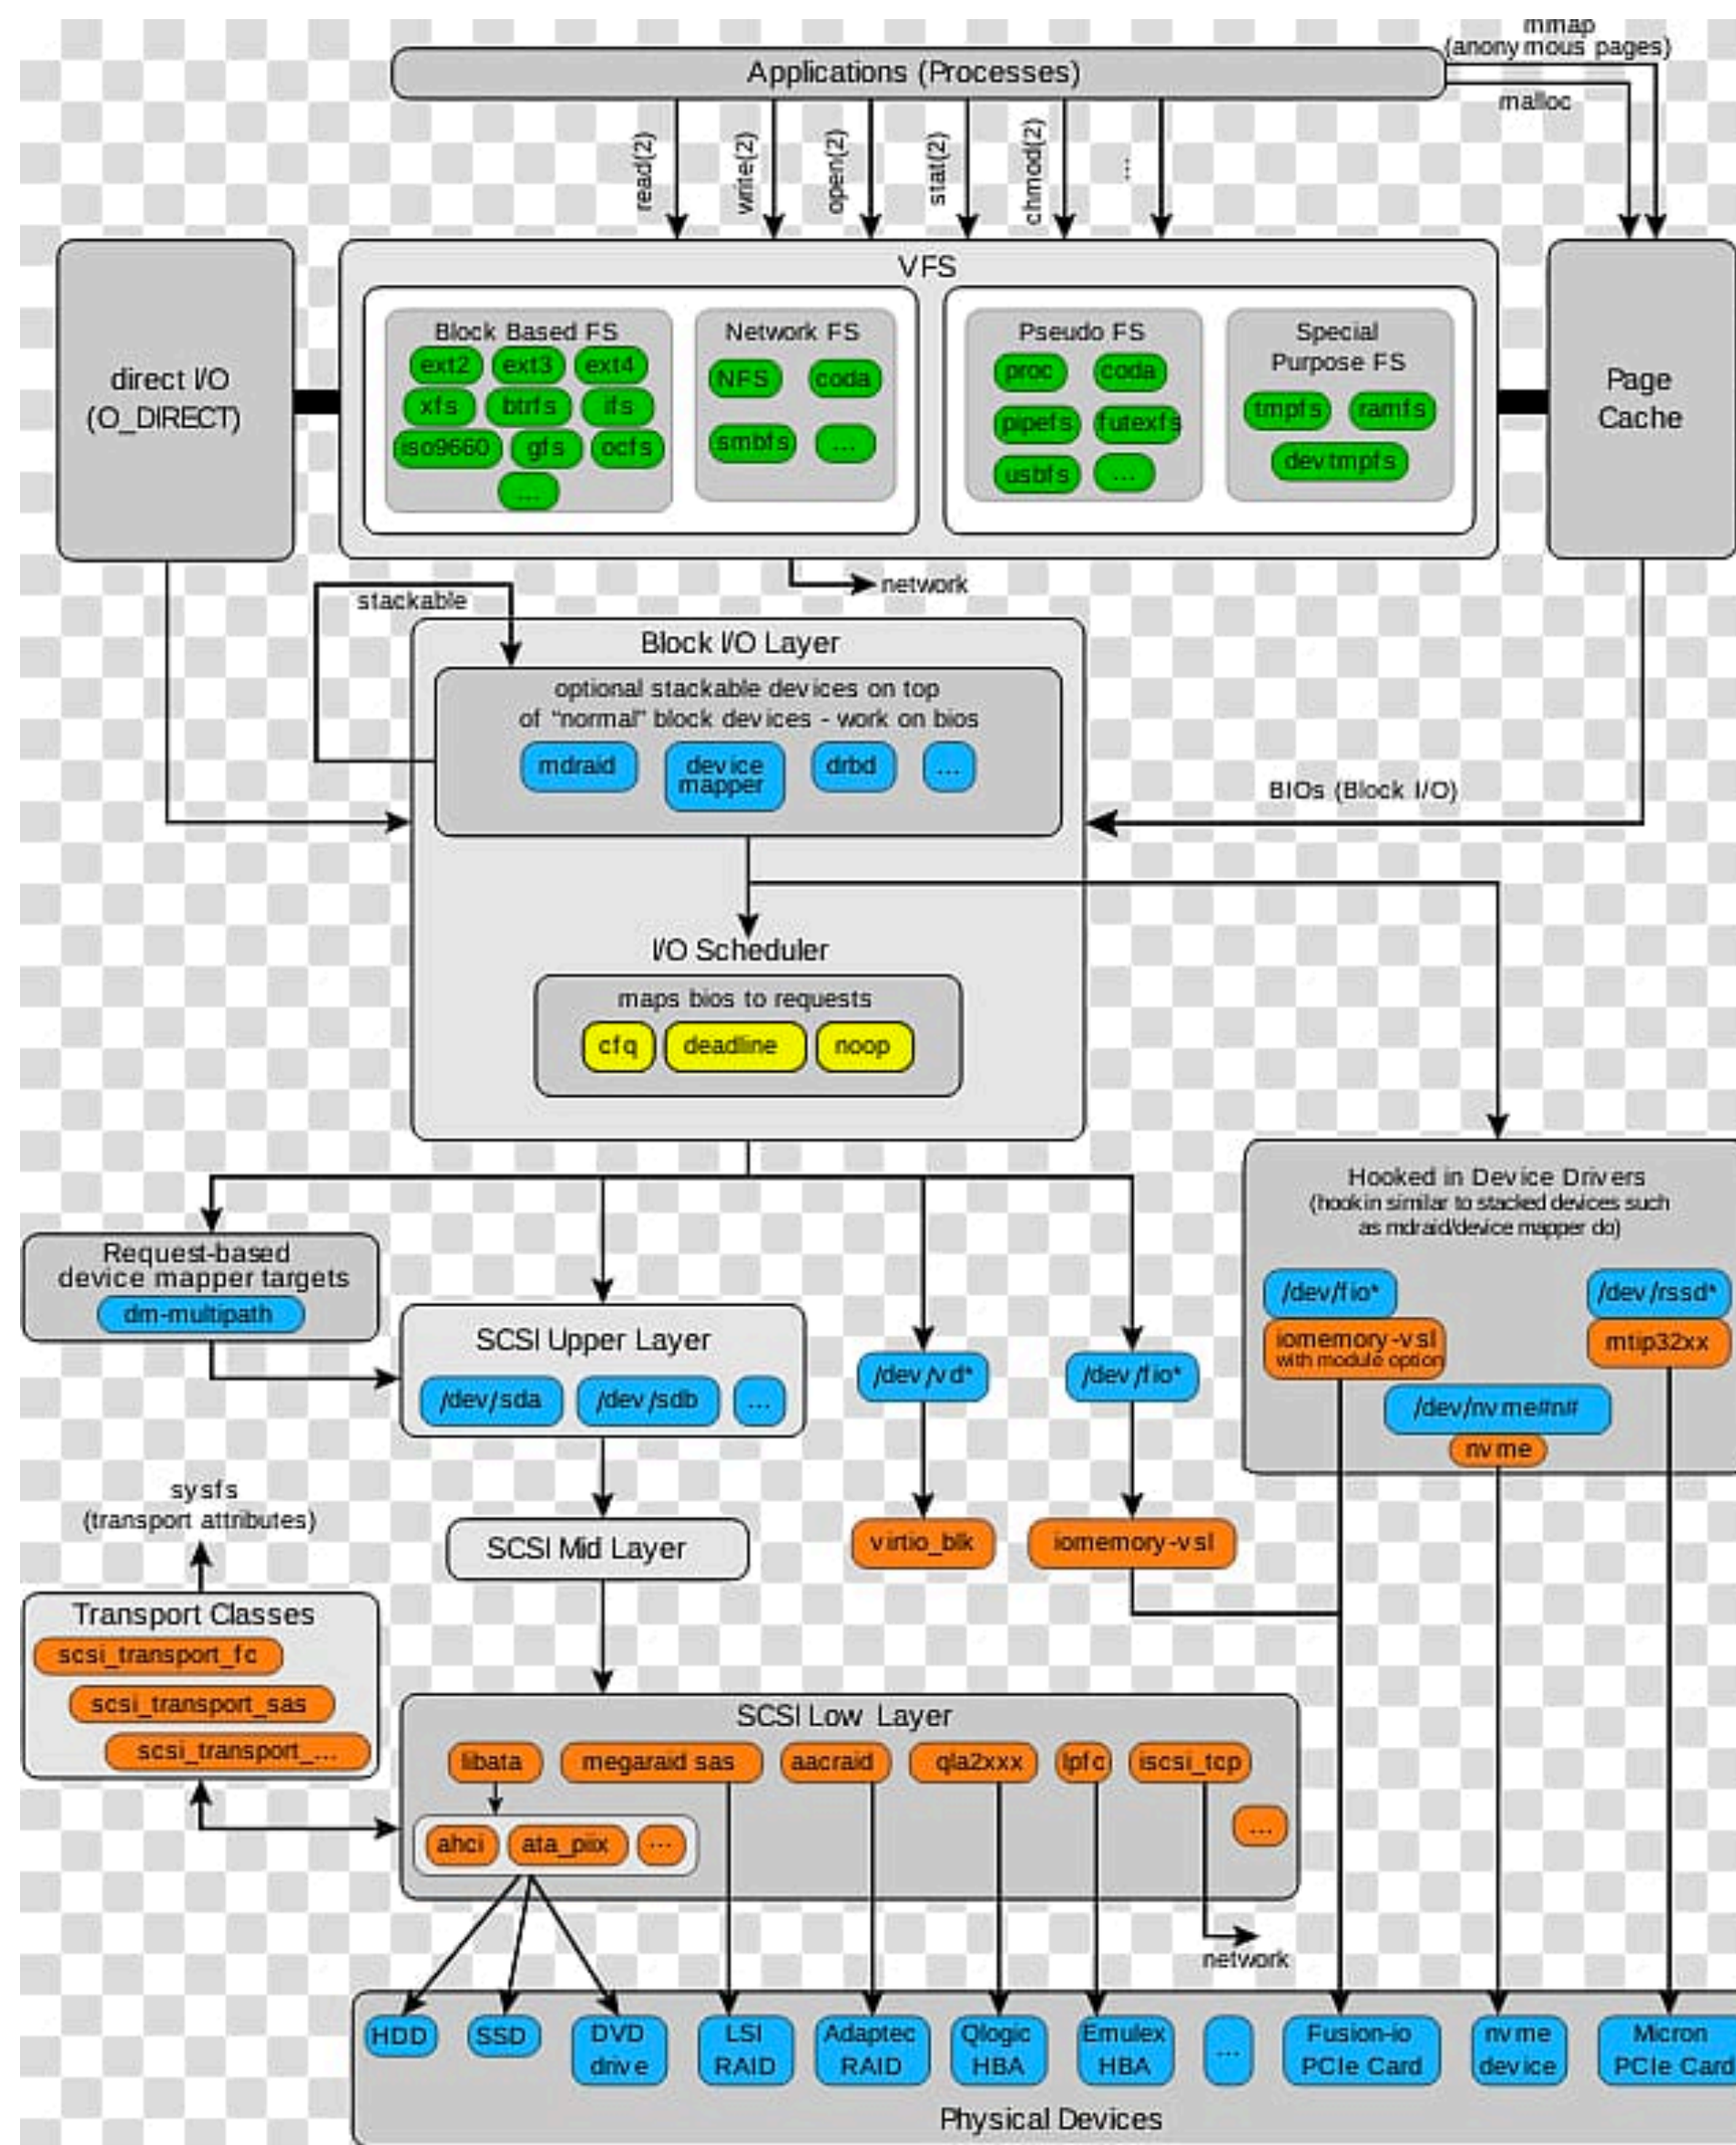 mmap
(anonymous pages)
Applications (Processes)
malloc
read(2)
write(2)
open(2)
stat(2)
chmod(2)
...
VFS
direct I/O
(O_DIRECT)
Block Based FS
ext2 ext3 ext4
xfs btrfs ifs
iso9660 gfs ocfs
...
Network FS
NFS coda
smbfs ...
Pseudo FS
proc coda
pipefs futexfs
usbfs ...
Special
Purpose FS
tmpfs ramfs
devtmpfs
Page
Cache
network
stackable
Block I/O Layer
optional stackable devices on top
of “normal” block devices - work on bios
mdraid device mapper drbd ...
BIOs (Block I/O)
I/O Scheduler
maps bios to requests
cfq deadline noop
Hooked in Device Drivers
(hook in similar to stacked devices such
as mdraid/device mapper do)
/dev/fio* /dev/rssd*
iomemory-vsl mtip32xx
with module option
/dev/nvme#n#
nvme
Request-based
device mapper targets
dm-multipath
SCSI Upper Layer
/dev/sda /dev/sdb ...
/dev/vd*
/dev/fio*
sysfs
(transport attributes)
SCSI Mid Layer
virtio_blk
iomemory-vsl
Transport Classes
scsi_transport_fc
scsi_transport_sas
scsi_transport_...
SCSI Low Layer
libata megaraid sas aacraid qla2xxx lpfc iscsi_tcp
...
ahci ata_piix ...
network
HDD
SSD
DVD
drive
LSI
RAID
Adaptec
RAID
Qlogic
HBA
Emulex
HBA
...
Fusion-io
PCIe Card
nvme
device
Micron
PCIe Card
Physical Devices